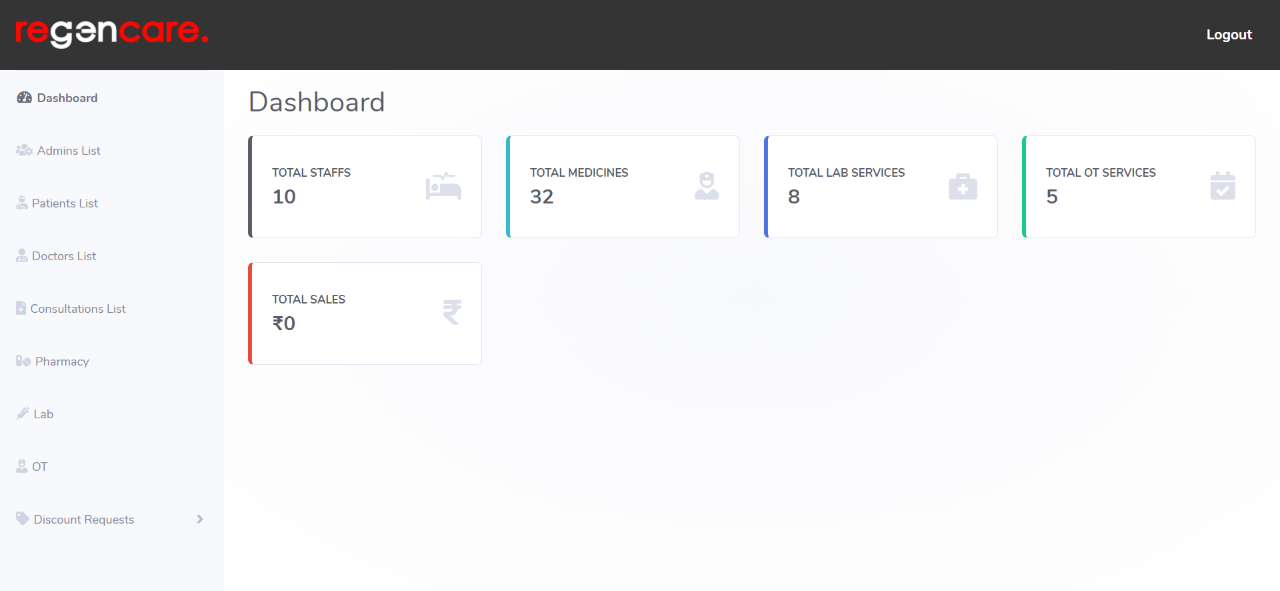 regencare.
Logout
Dashboard
Admins List
Patients List
Doctors List
Consultations List
Pharmacy
Lab
OT
Discount Requests
Dashboard
TOTAL STAFFS
10
TOTAL MEDICINES
32
TOTAL LAB SERVICES
8
TOTAL OT SERVICES
5
TOTAL SALES
₹0